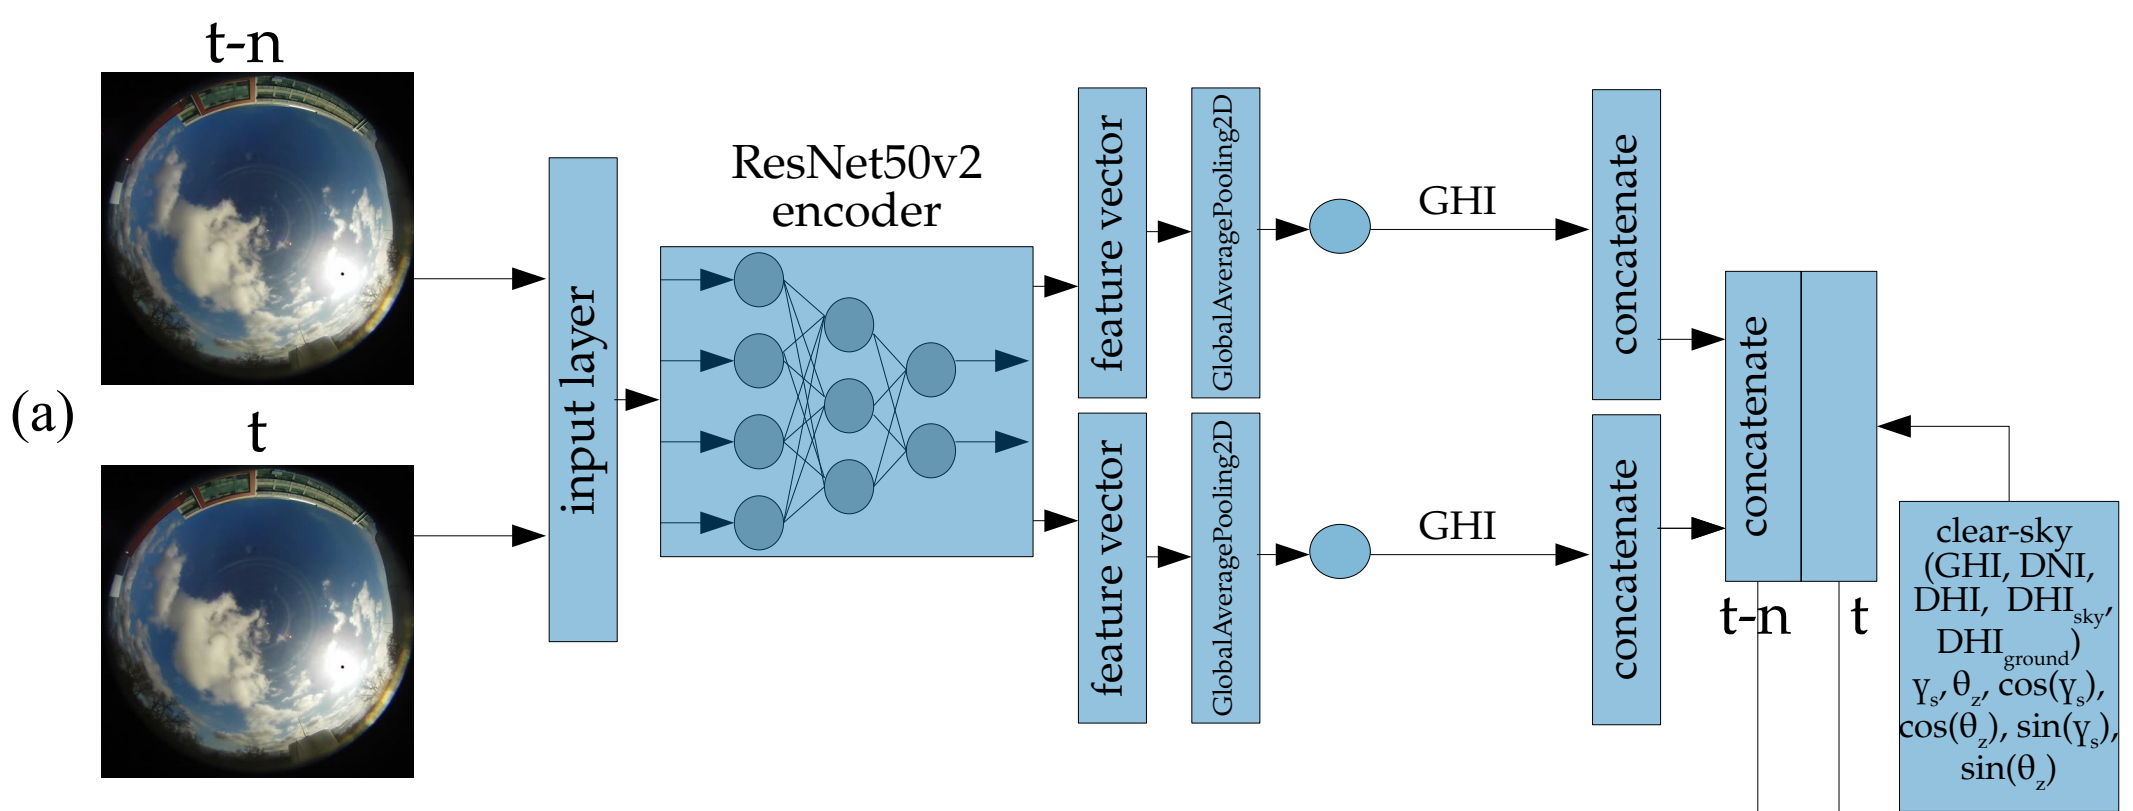 t-n
(a)
t
input layer
ResNet50v2
encoder
feature vector
GlobalAveragePooling2D
GHI
concatenate
feature vector
GlobalAveragePooling2D
GHI
concatenate
concatenate
t-n
t
clear-sky
(GHI, DNI,
DHI, DHIsky,
DHIground)
γs, θz, cos(γs),
cos(θz), sin(γs),
sin(θz)